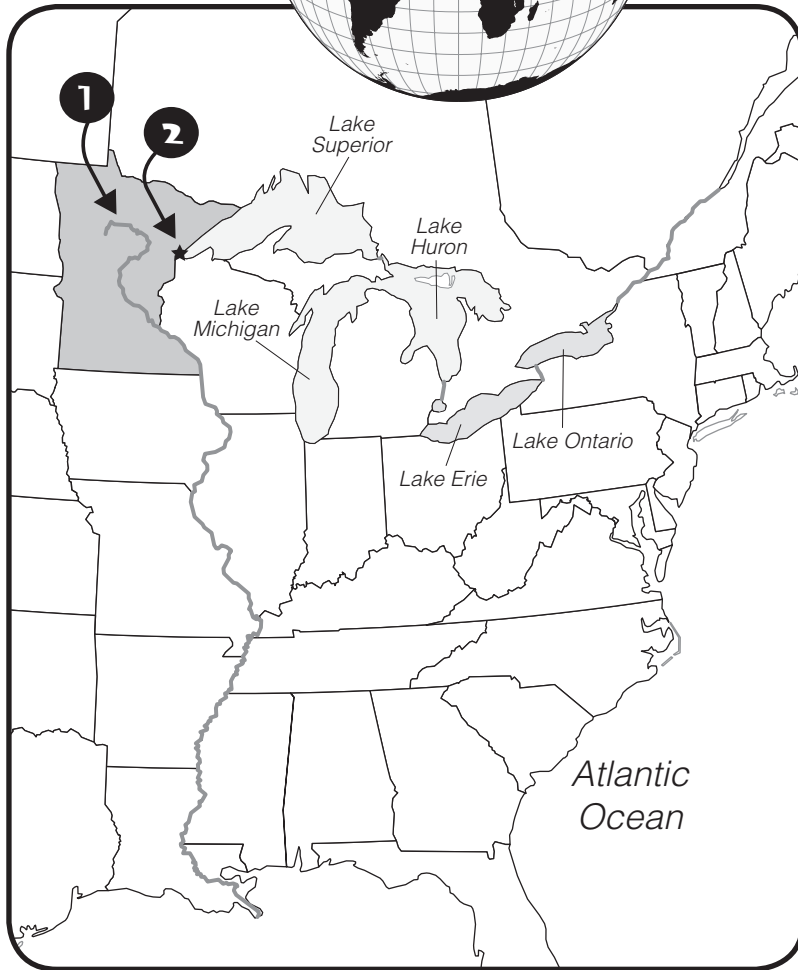 1
2
Lake
Superior
Lake
Huron
Lake
Michigan
Lake Ontario
Lake Erie
Atlantic
Ocean